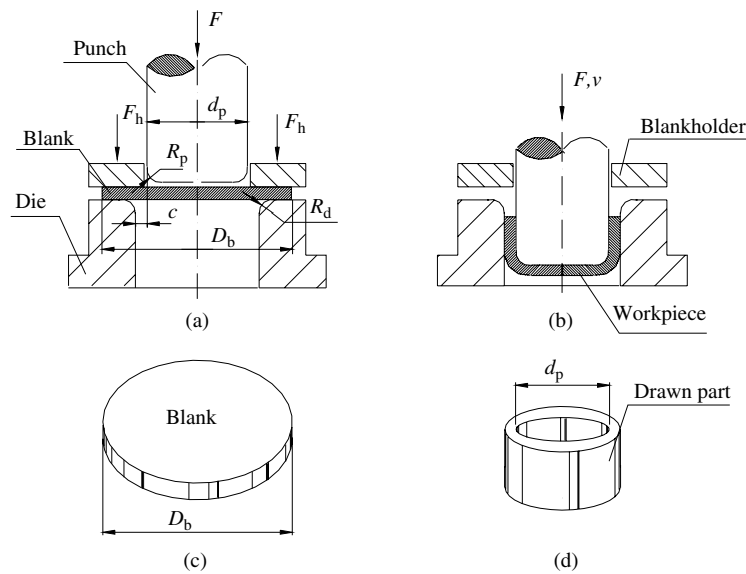 F
Punch
F_h
d_p
F_h
Blank
R_p
Die
R_d
c
D_b
(a)
F,v
Blankholder
Workpiece
(b)
Blank
D_b
(c)
d_p
Drawn part
(d)